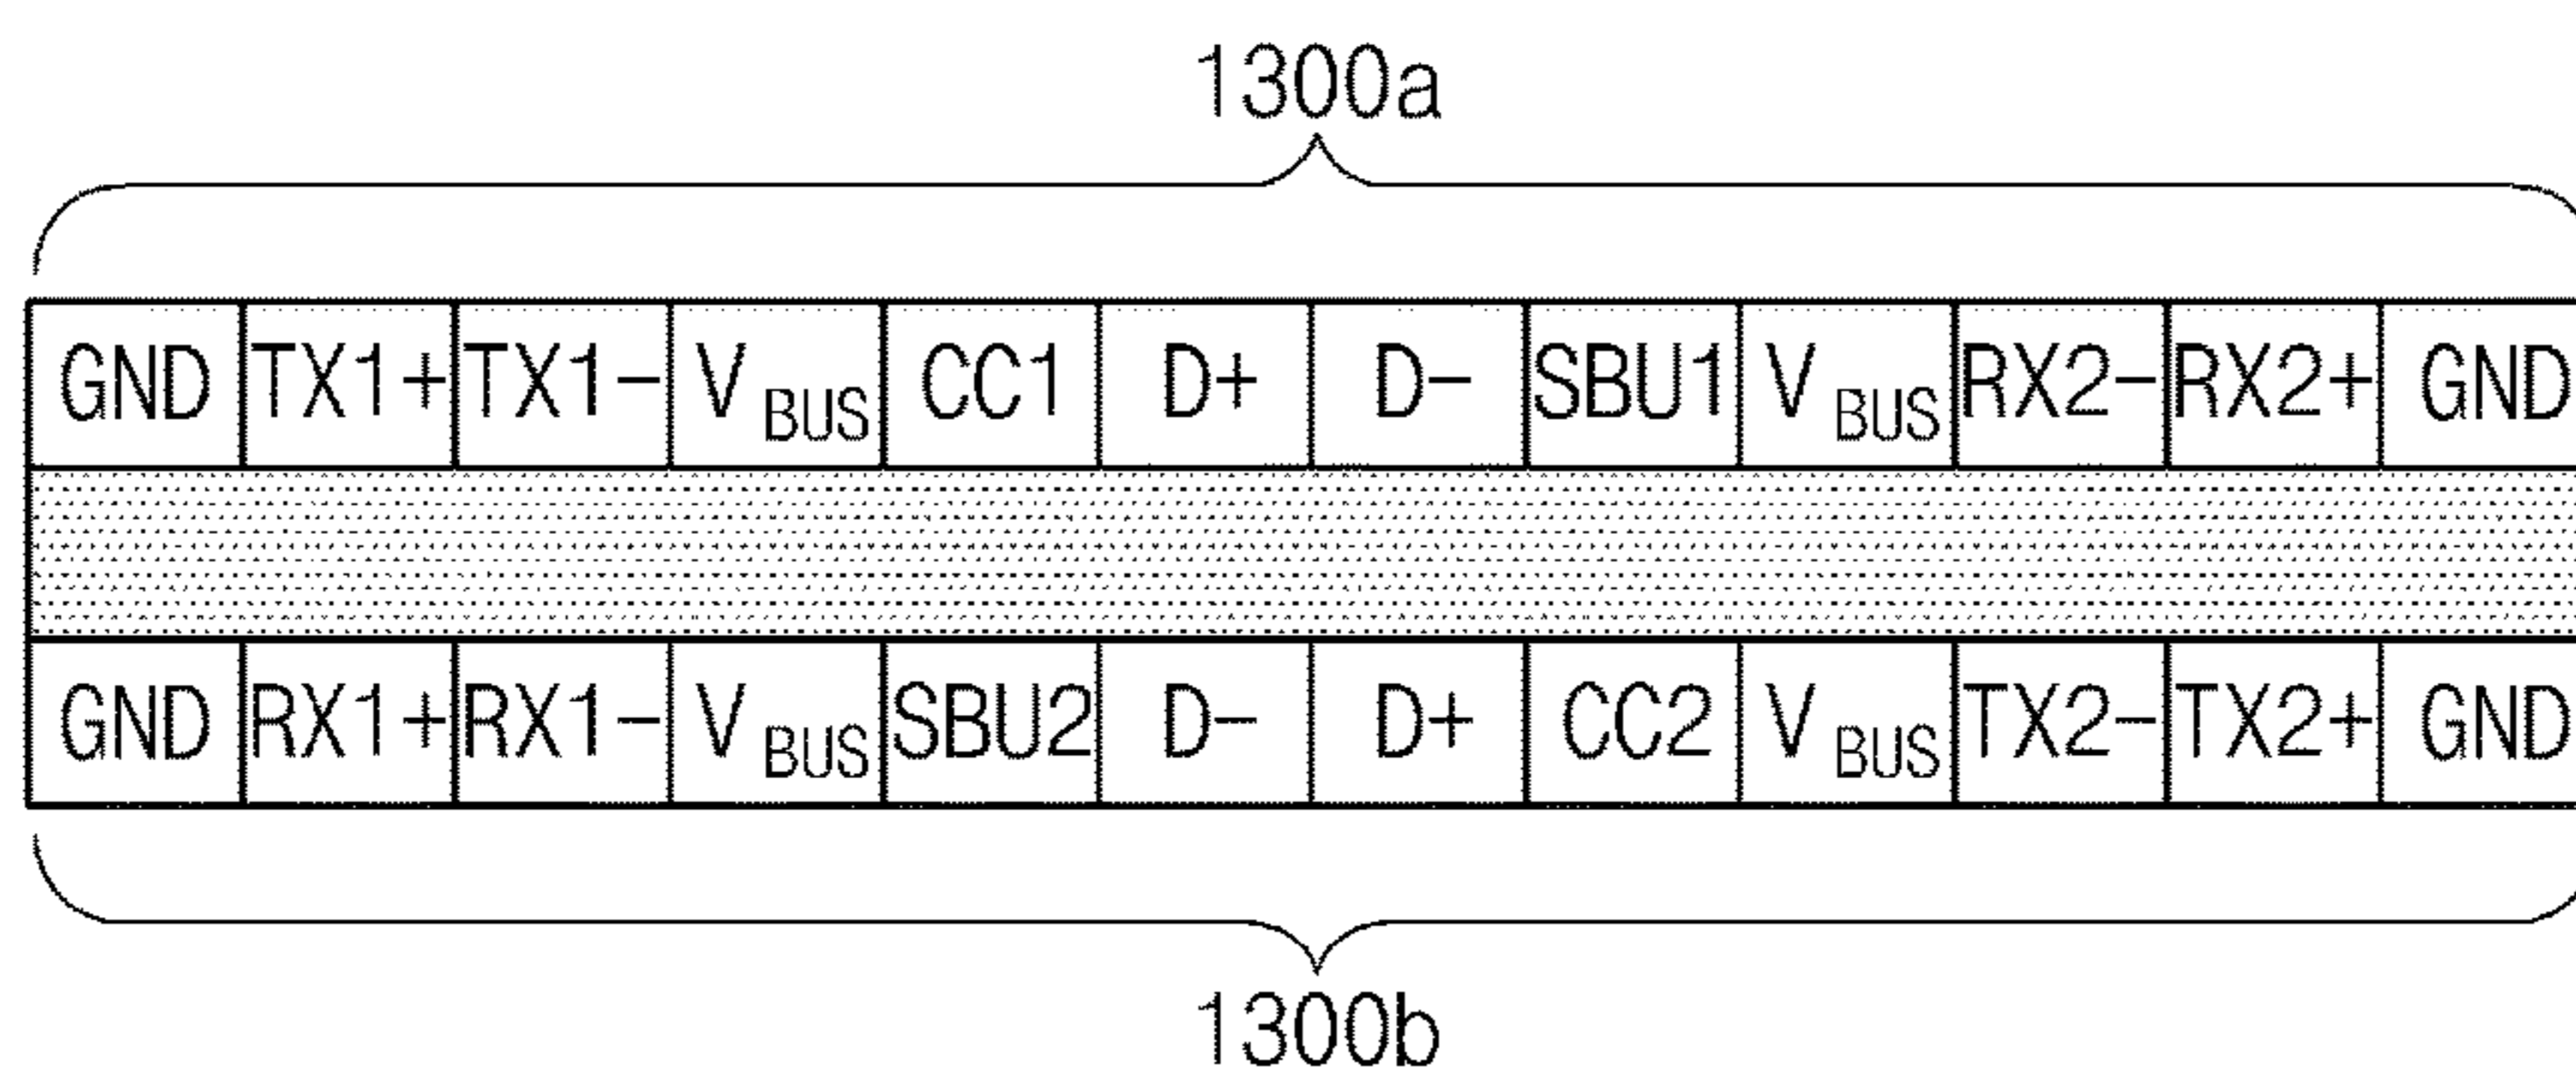 1300a
GND TX1+ TX1- VBUS CC1 D+ D- SBU1 VBUS RX2- RX2+ GND
GND RX1+ RX1- VBUS SBU2 D- D+ CC2 VBUS TX2- TX2+ GND
1300b